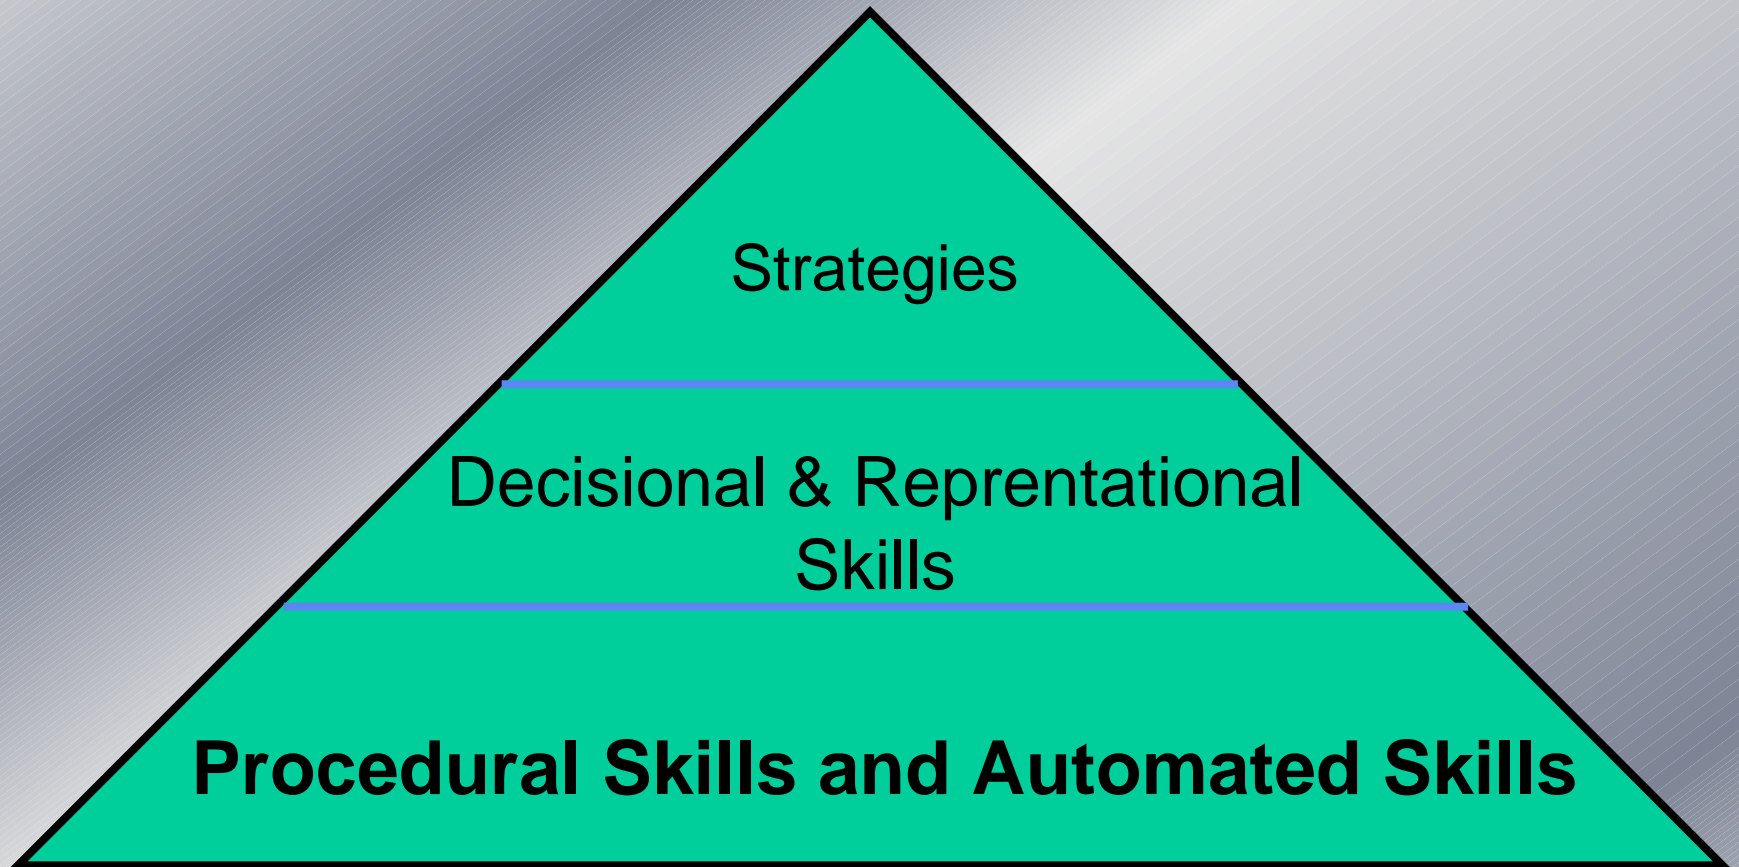 Strategies
Decisional & Reprentational
Skills
Procedural Skills and Automated Skills